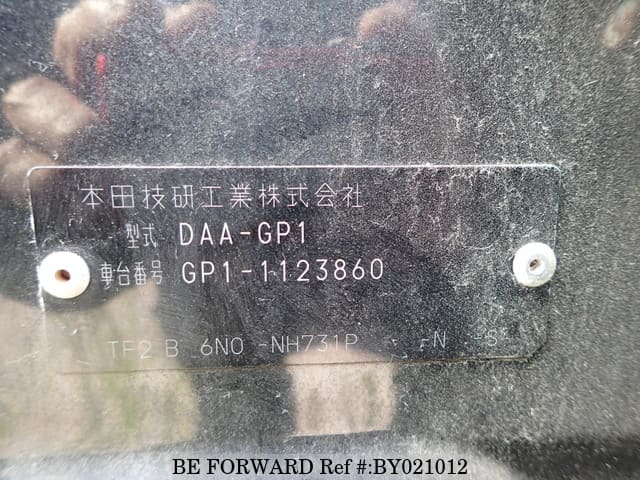 本田技研工業株式会社
型式 DAA-GP1
車台番号 GP1-1123860
TF2 B 6N0 -NH731P -N -S
BE FORWARD Ref #:BY021012